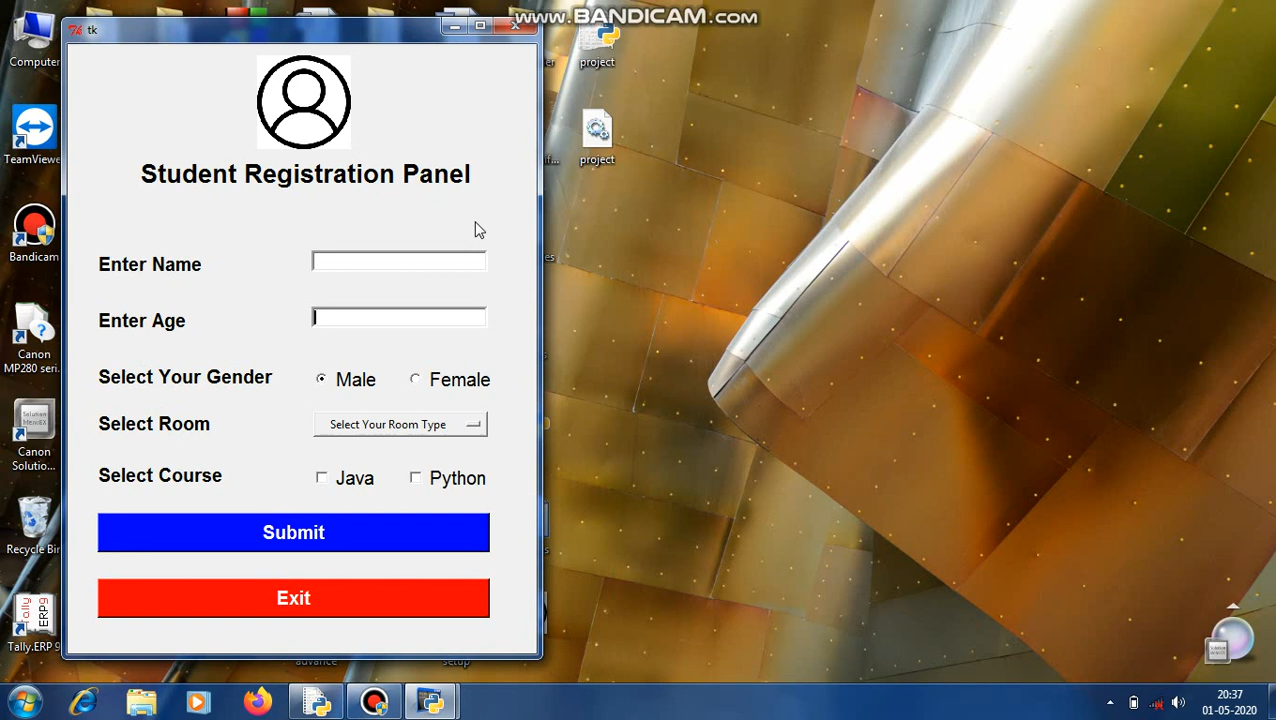 www.BANDICAM.com
tk
Computer
project
TeamViewer
project
Bandicam
Student Registration Panel
Enter Name
Enter Age
Canon
MP280 seri...
Select Your Gender
Male
Female
Select Room
Select Your Room Type
Canon
Solutio...
Select Course
Java
Python
Submit
Recycle Bin
Exit
Tally.ERP 9
advance
setup
20:37
01-05-2020